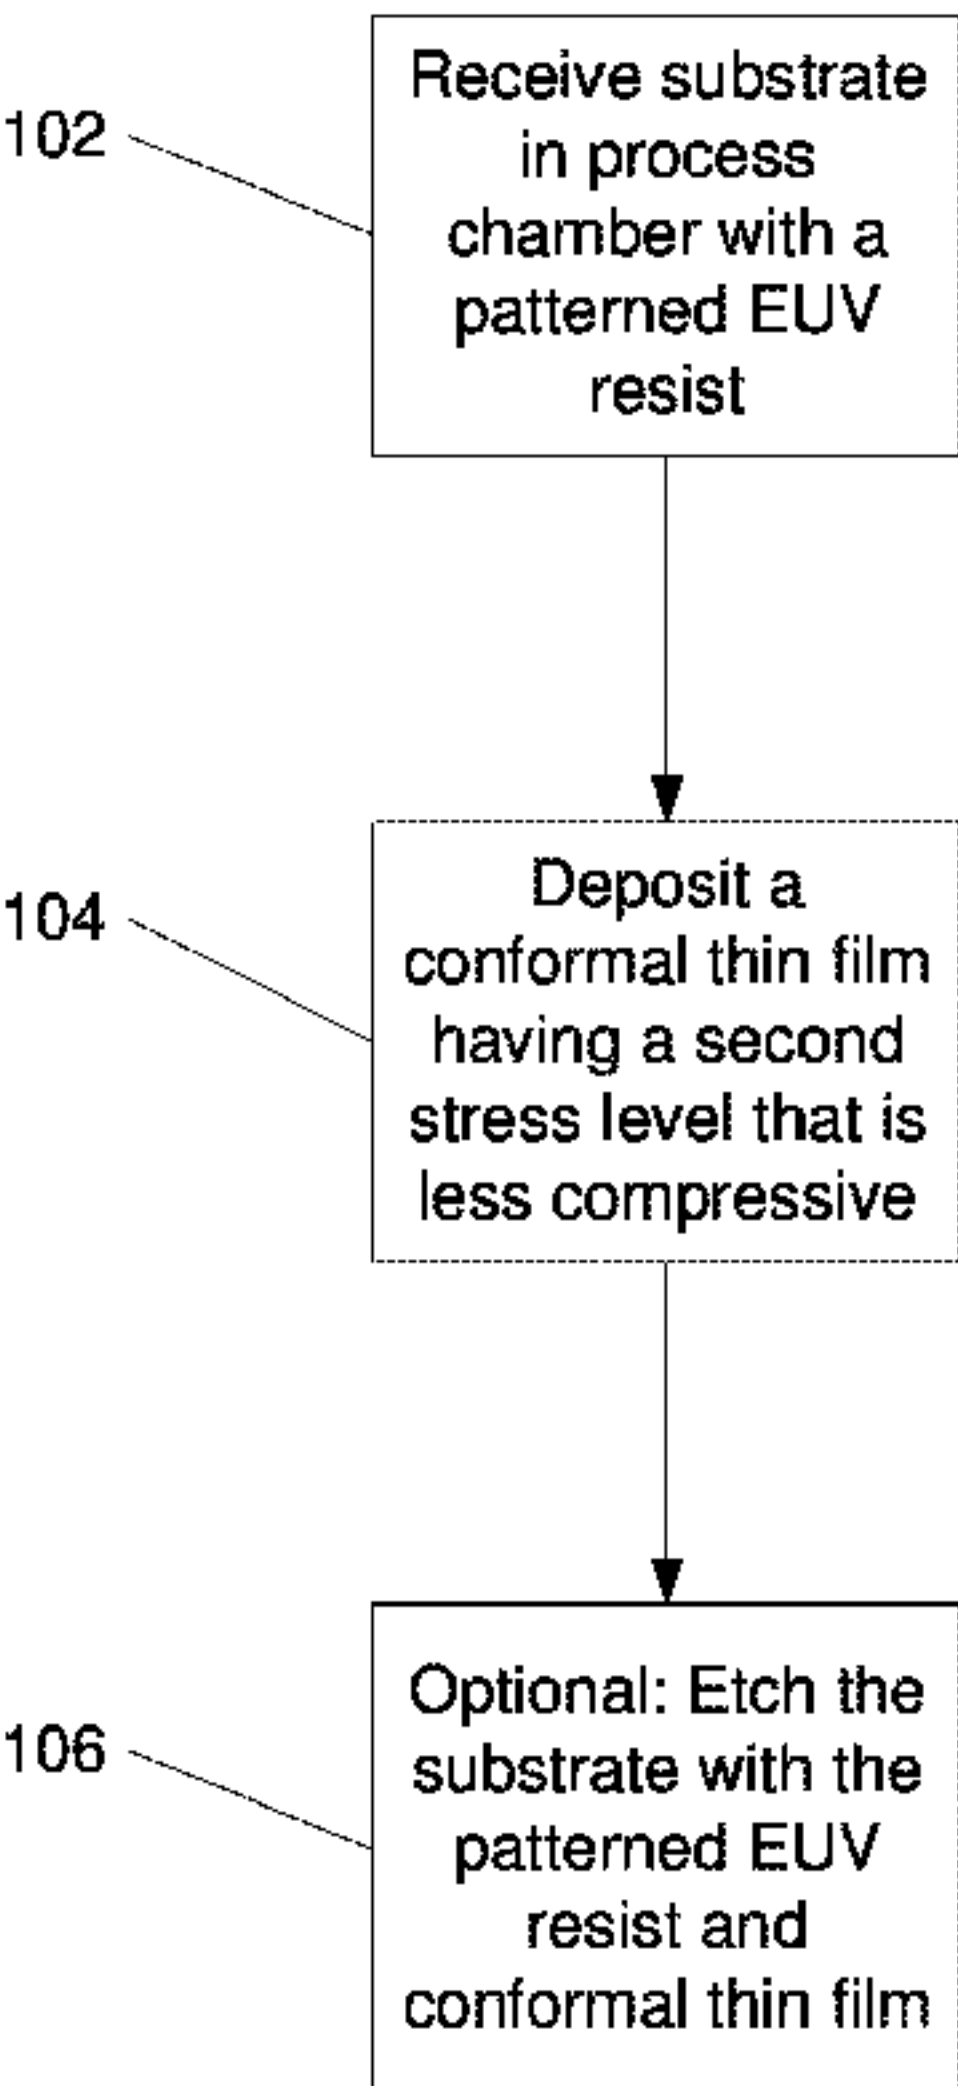 102
Receive substrate
in process
chamber with a
patterned EUV
resist
104
Deposit a
conformal thin film
having a second
stress level that is
less compressive
106
Optional: Etch the
substrate with the
patterned EUV
resist and
conformal thin film